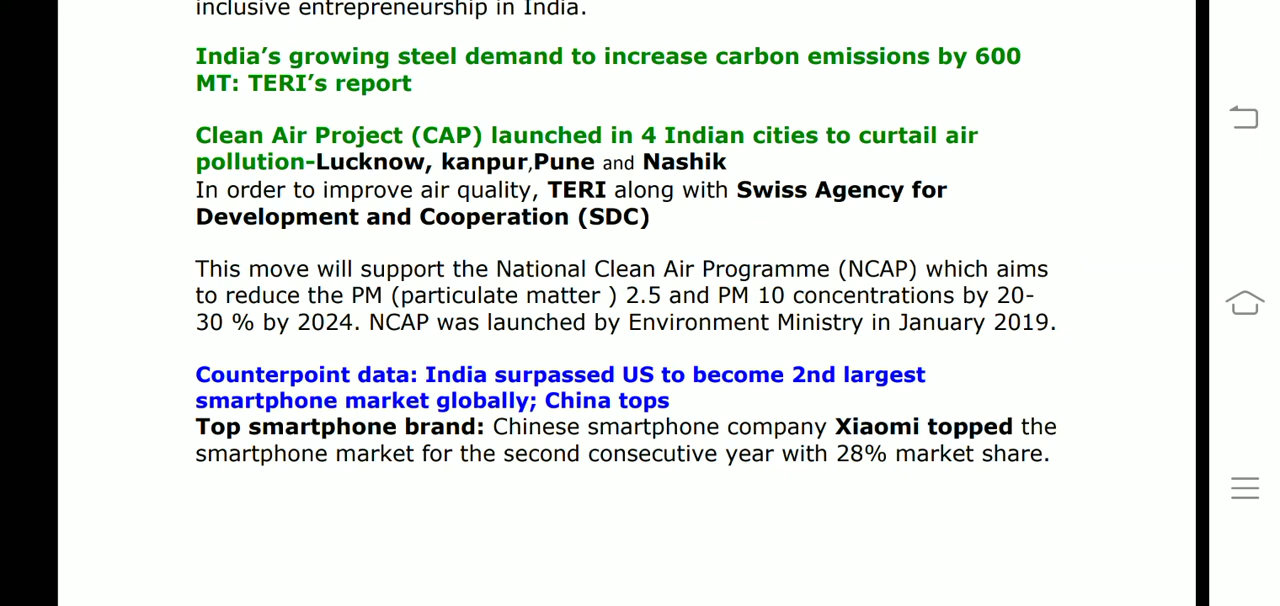 inclusive entrepreneurship in India.
India’s growing steel demand to increase carbon emissions by 600
MT: TERI’s report
Clean Air Project (CAP) launched in 4 Indian cities to curtail air
pollution-Lucknow, kanpur,Pune and Nashik
In order to improve air quality, TERI along with Swiss Agency for
Development and Cooperation (SDC)
This move will support the National Clean Air Programme (NCAP) which aims
to reduce the PM (particulate matter ) 2.5 and PM 10 concentrations by 20-
30 % by 2024. NCAP was launched by Environment Ministry in January 2019.
Counterpoint data: India surpassed US to become 2nd largest
smartphone market globally; China tops
Top smartphone brand: Chinese smartphone company Xiaomi topped the
smartphone market for the second consecutive year with 28% market share.